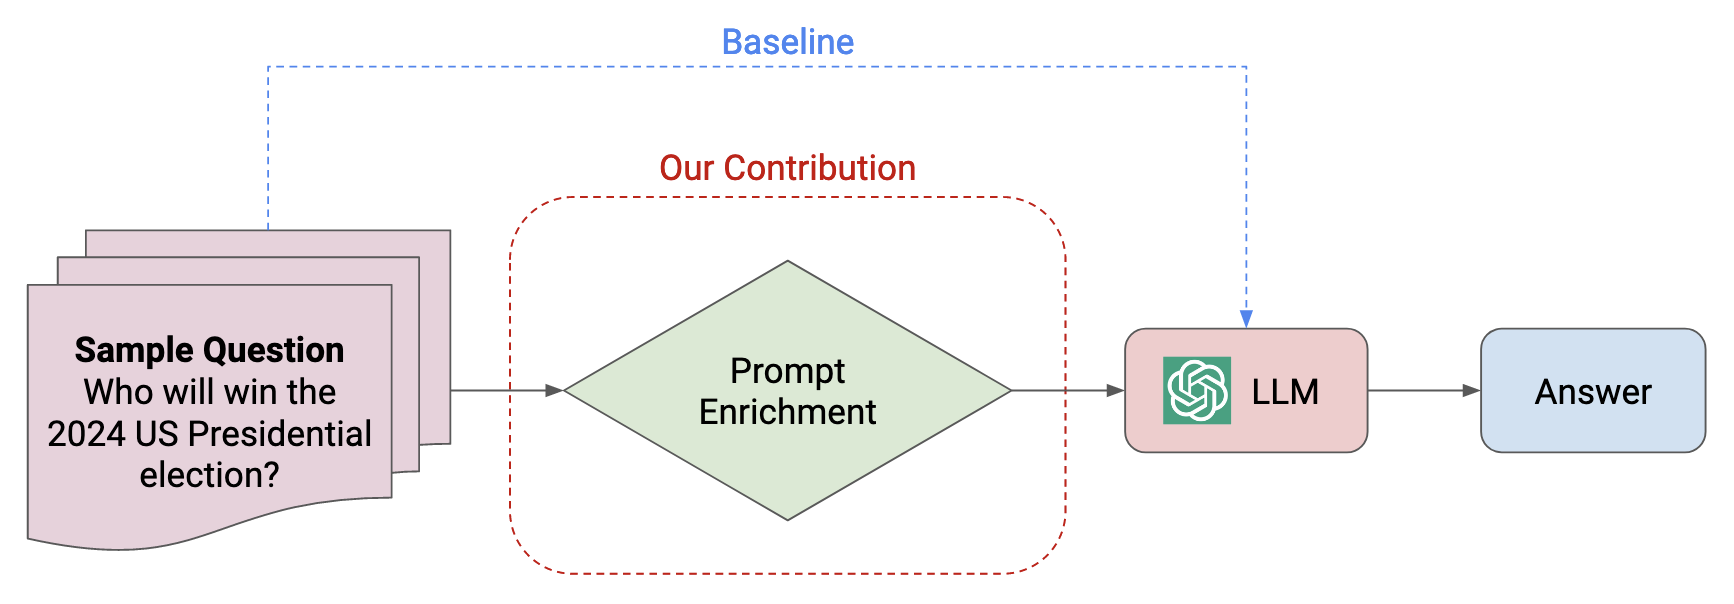 Baseline
Our Contribution
Sample Question
Who will win the
2024 US Presidential
election?
Prompt
Enrichment
LLM
Answer